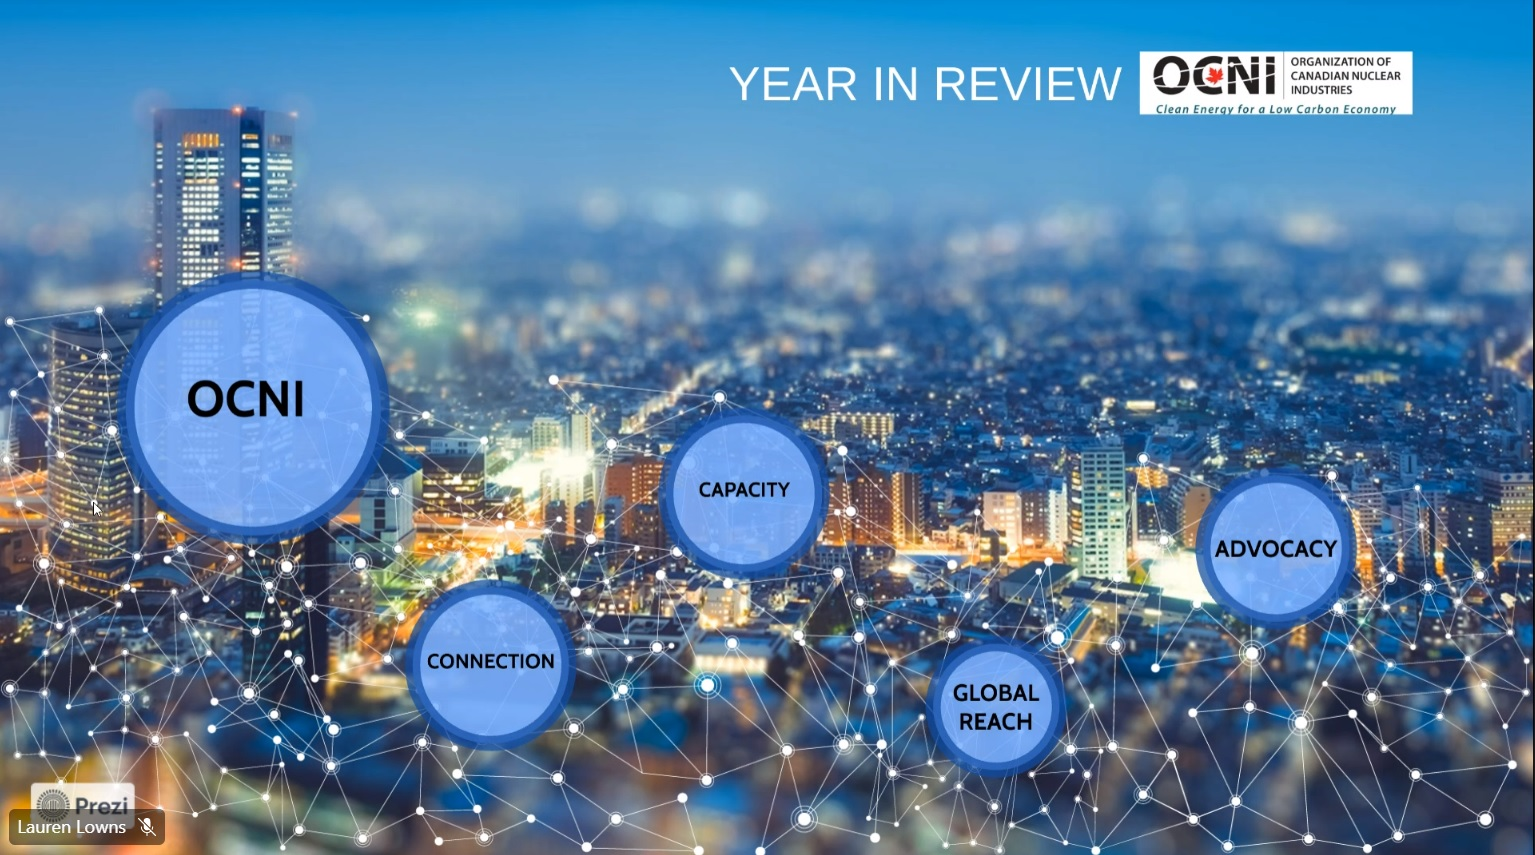 YEAR IN REVIEW
OCNI
ORGANIZATION OF
CANADIAN NUCLEAR
INDUSTRIES
Clean Energy for a Low Carbon Economy
OCNI
CAPACITY
ADVOCACY
CONNECTION
GLOBAL
REACH
Prezi
Lauren Lowns